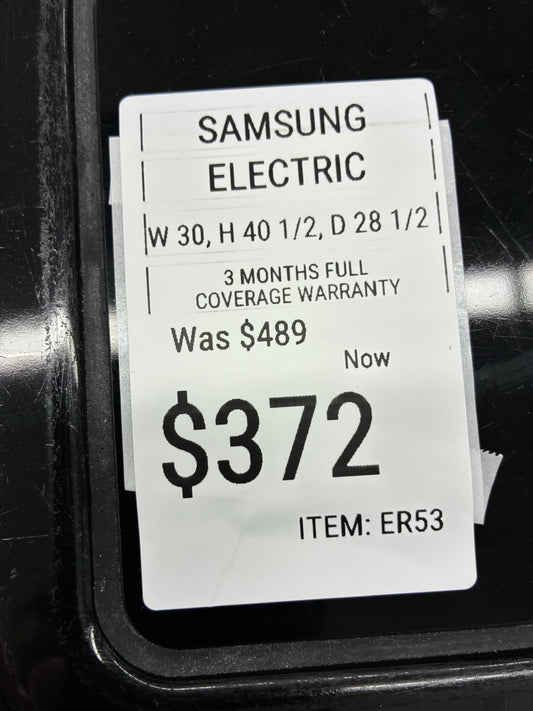 SAMSUNG
ELECTRIC
W 30, H 40 1/2, D 28 1/2
3 MONTHS FULL
COVERAGE WARRANTY
Was $489
Now
$372
ITEM: ER53